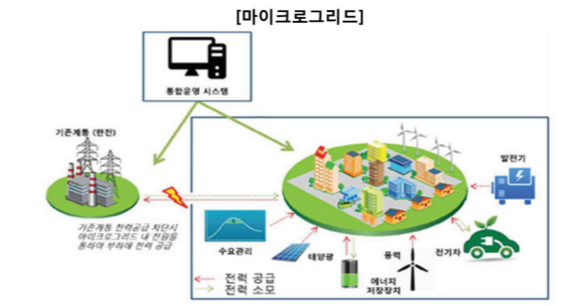 [마이크로그리드]
통합운영 시스템
기존계통 (한전)
발전기
기존계통 전력공급 차단시
마이크로그리드 내 전원을
통하여 부하에 전력 공급
수요관리
태양광
에너지
저장장치
풍력
전기차
전력 공급
전력 소모